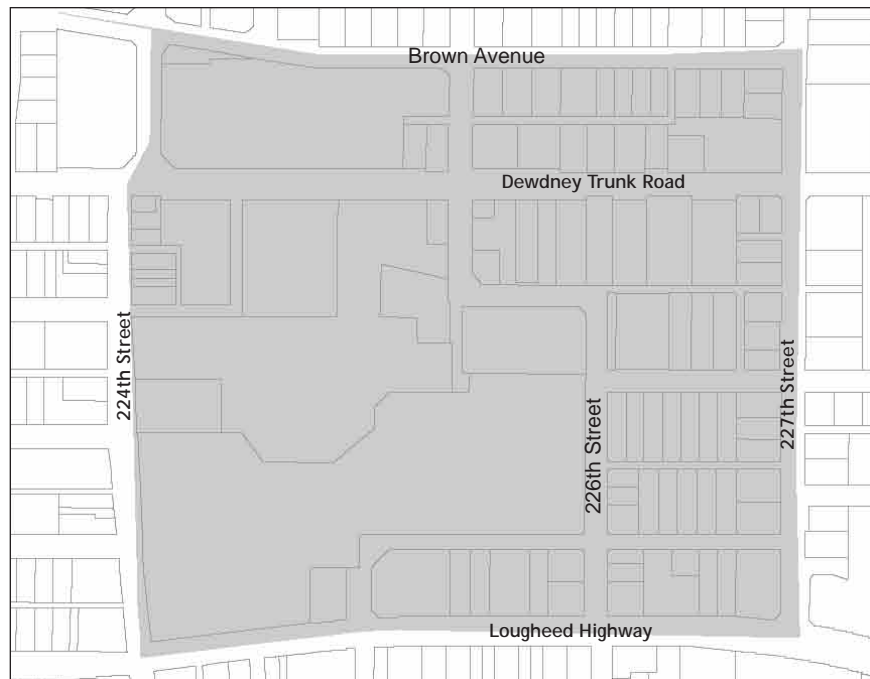 Brown Avenue
Dewdney Trunk Road
224th Street
226th Street
227th Street
Lougheed Highway